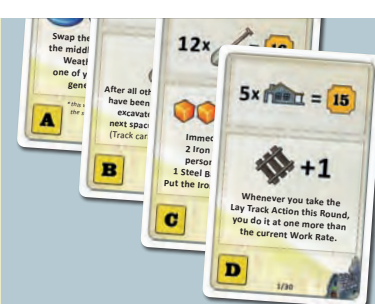 Swap the
the midd
Weat
one of y
gene
A
After all oth
have been
excavat
next spac
(Track car
B
12x
Immed
2 Iron
person
1 Steel B
Put the Iro
C
5x = 15
+1
Whenever you take the
Lay Track Action this Round,
you do it at one more than
the current Work Rate.
D
1/30